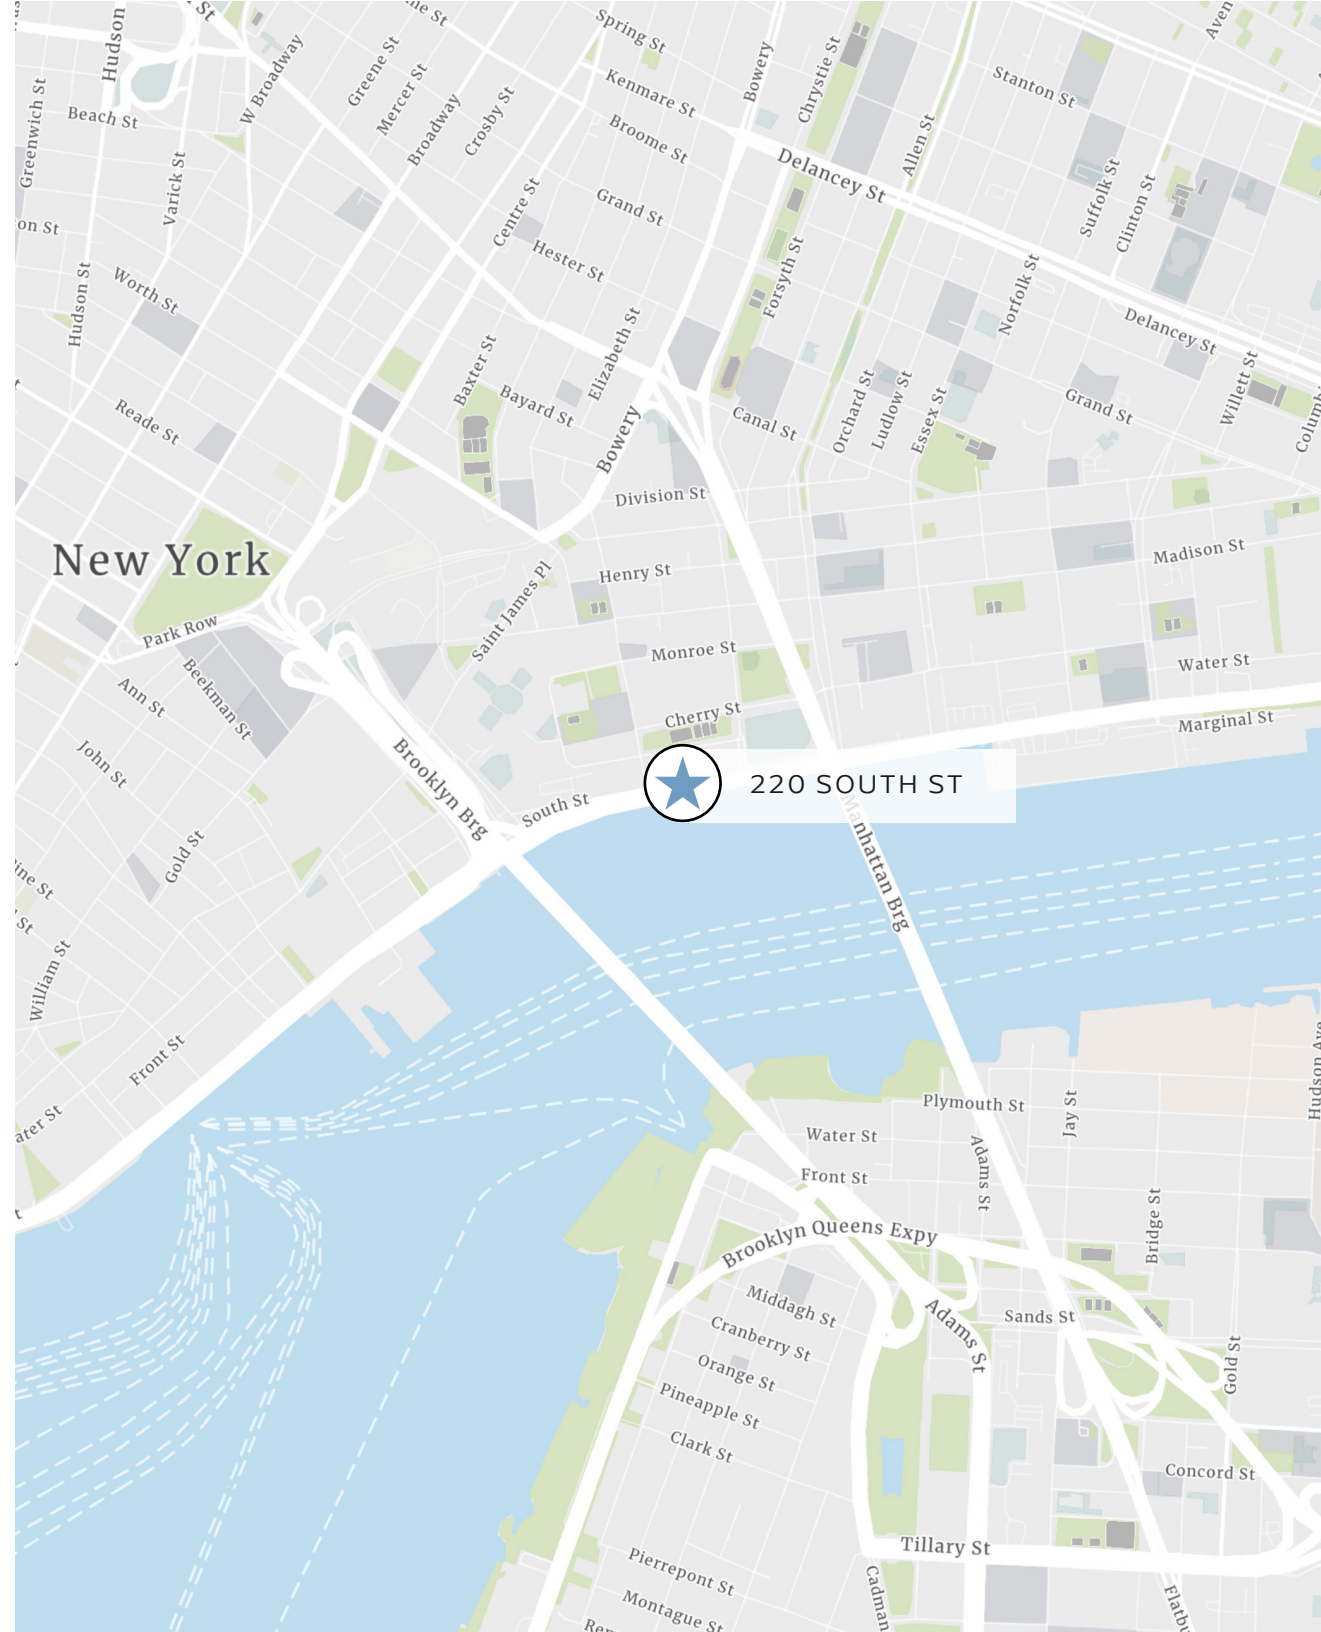 Hudson
St
Spring St
Bowery
Chrystie St
Greene St
Mercer St
Broadway
Crosby St
Kenmare St
Stanton St
W Broadway
Beach St
Greenwich St
Broome St
Delancey St
Allen St
Varick St
Centre St
Grand St
Suffolk St
Clinton St
Hester St
Forsyth St
Norfolk St
Hudson St
Worth St
Elizabeth St
Delancey St
Baxter St
Bayard St
Willett St
Reade St
Bowery
Canal St
Orchard St
Ludlow St
Essex St
Grand St
Division St
New York
Henry St
Madison St
Saint James Pl
Park Row
Monroe St
Water St
Beekman St
Ann St
Cherry St
Marginal St
John St
Brooklyn Brg
South St
220 SOUTH ST
Manhattan Brg
Gold St
William St
Front St
Plymouth St
Jay St
Hudson Ave
Water St
Adams St
Front St
Bridge St
Brooklyn Queens Expy
Middagh St
Adams St
Sands St
Cranberry St
Orange St
Gold St
Pineapple St
Clark St
Concord St
Tillary St
Pierrepont St
Cadman
Montague St
Flatbu